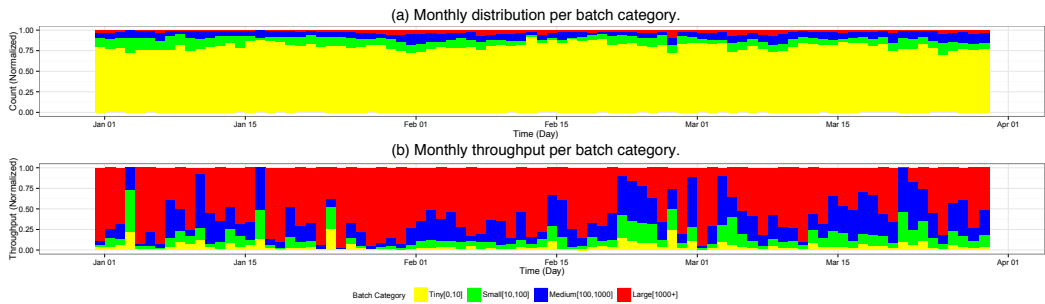 (a) Monthly distribution per batch category.
Count (Normalized)
1.00
0.75
0.50
0.25
0.00
Jan 01 Jan 15 Feb 01 Feb 15 Mar 01 Mar 15 Apr 01
Time (Day)
(b) Monthly throughput per batch category.
Throughput (Normalized)
1.00
0.75
0.50
0.25
0.00
Jan 01 Jan 15 Feb 01 Feb 15 Mar 01 Mar 15 Apr 01
Time (Day)
Batch Category Tiny[0,10] Small[10,100] Medium[100,1000] Large[1000+]